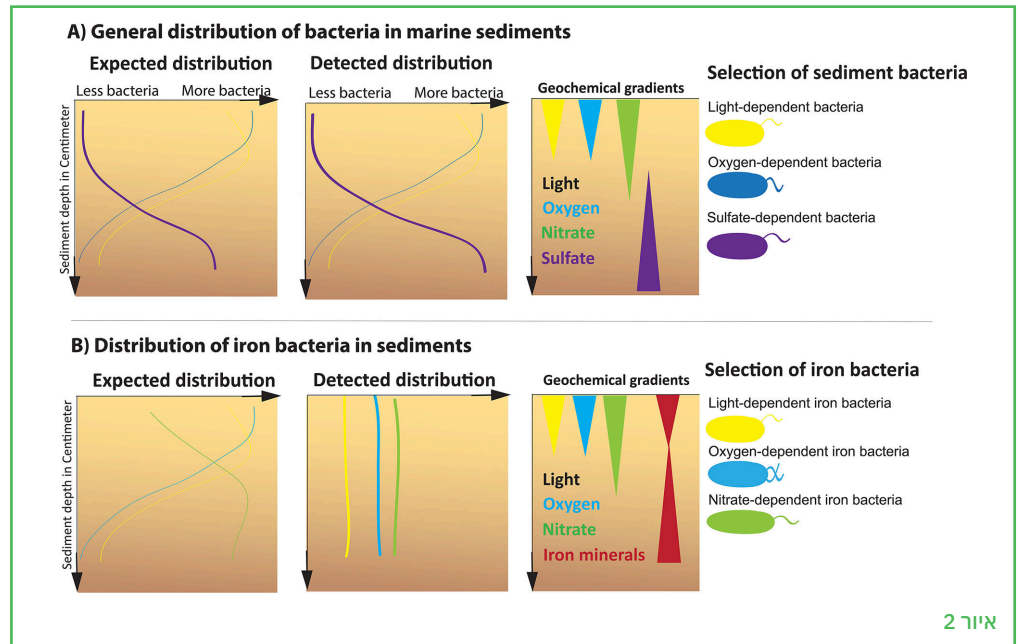 A) General distribution of bacteria in marine sediments
Expected distribution
Less bacteria More bacteria
Sediment depth in Centimeter
Detected distribution
Less bacteria More bacteria
Geochemical gradients
Light
Oxygen
Nitrate
Sulfate
Selection of sediment bacteria
Light-dependent bacteria
Oxygen-dependent bacteria
Sulfate-dependent bacteria
B) Distribution of iron bacteria in sediments
Expected distribution
Sediment depth in Centimeter
Detected distribution
Geochemical gradients
Light
Oxygen
Nitrate
Iron minerals
Selection of iron bacteria
Light-dependent iron bacteria
Oxygen-dependent iron bacteria
Nitrate-dependent iron bacteria
איור 2